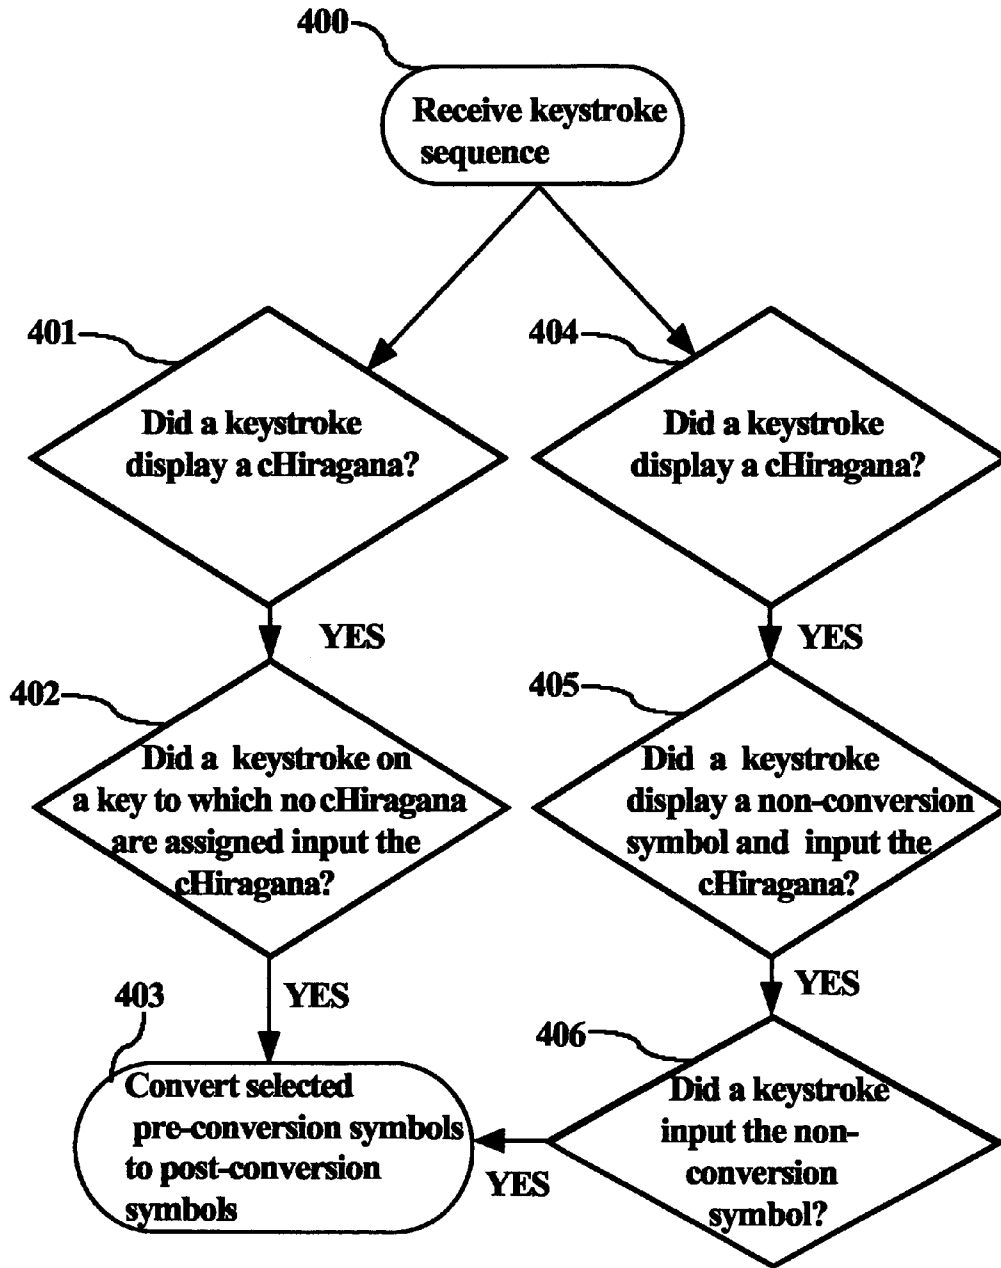 400
Receive keystroke
sequence
401
Did a keystroke
display a cHiragana?
404
Did a keystroke
display a cHiragana?
YES
YES
402
Did a keystroke on
a key to which no cHiragana
are assigned input the
cHiragana?
405
Did a keystroke
display a non-conversion
symbol and input the
cHiragana?
YES
YES
403
Convert selected
pre-conversion symbols
to post-conversion
symbols
406
Did a keystroke
input the non-
conversion
symbol?
YES